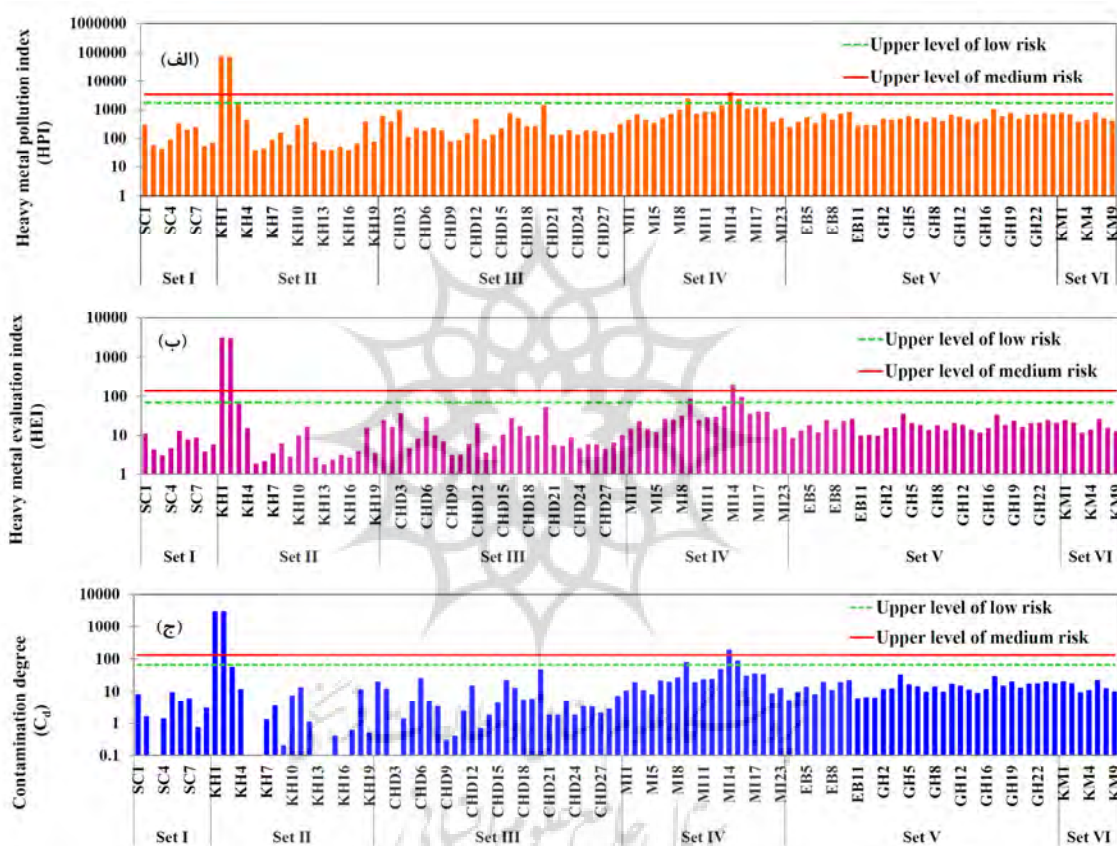 Heavy metal pollution index
(HPI)
1000000
100000
10000
1000
100
10
1
(الف)
Upper level of low risk
Upper level of medium risk
SC1 SC4 SC7 KH1 KH4 KH7 KH10 KH13 KH16 KH19 CHD3 CHD6 CHD9 CHD12 CHD15 CHD18 CHD21 CHD24 CHD27 MI1 MI5 MI8 MI11 MI14 MI17 MI23 EB5 EB8 EB11 GH2 GH5 GH8 GH12 GH16 GH19 GH22 KM1 KM4 KM9
Set I Set II Set III Set IV Set V Set VI
Heavy metal evaluation index
(HEI)
10000
1000
100
10
1
(ب)
Upper level of low risk
Upper level of medium risk
SC1 SC4 SC7 KH1 KH4 KH7 KH10 KH13 KH16 KH19 CHD3 CHD6 CHD9 CHD12 CHD15 CHD18 CHD21 CHD24 CHD27 MI1 MI5 MI8 MI11 MI14 MI17 MI23 EB5 EB8 EB11 GH2 GH5 GH8 GH12 GH16 GH19 GH22 KM1 KM4 KM9
Set I Set II Set III Set IV Set V Set VI
Contamination degree
(Cd)
10000
1000
100
10
1
0.1
(ج)
Upper level of low risk
Upper level of medium risk
SC1 SC4 SC7 KH1 KH4 KH7 KH10 KH13 KH16 KH19 CHD3 CHD6 CHD9 CHD12 CHD15 CHD18 CHD21 CHD24 CHD27 MI1 MI5 MI8 MI11 MI14 MI17 MI23 EB5 EB8 EB11 GH2 GH5 GH8 GH12 GH16 GH19 GH22 KM1 KM4 KM9
Set I Set II Set III Set IV Set V Set VI